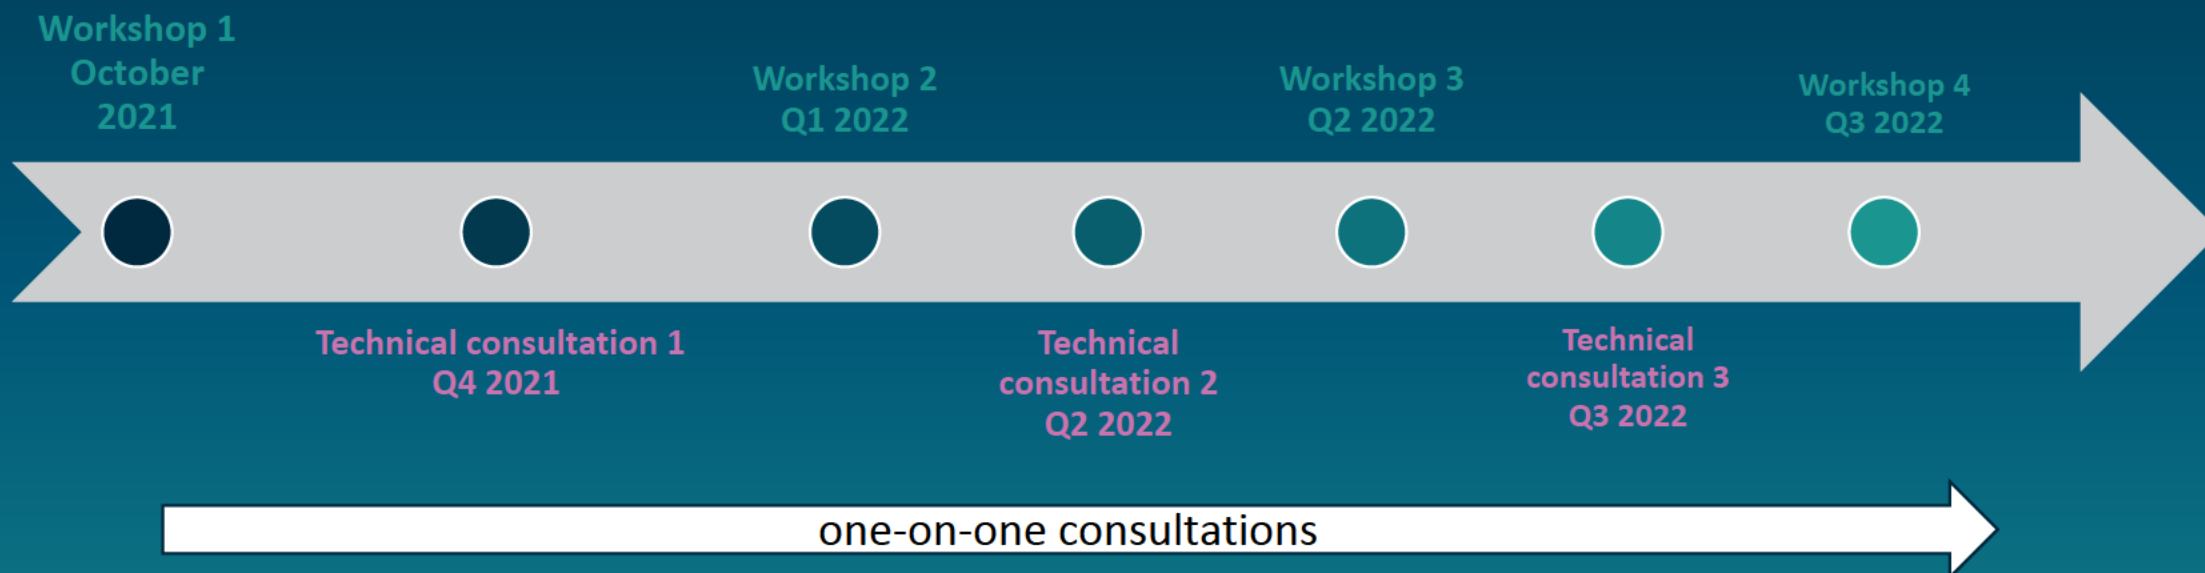 Workshop 1
October
2021
Workshop 2
Q1 2022
Workshop 3
Q2 2022
Workshop 4
Q3 2022
Technical consultation 1
Q4 2021
Technical
consultation 2
Q2 2022
Technical
consultation 3
Q3 2022
one-on-one consultations